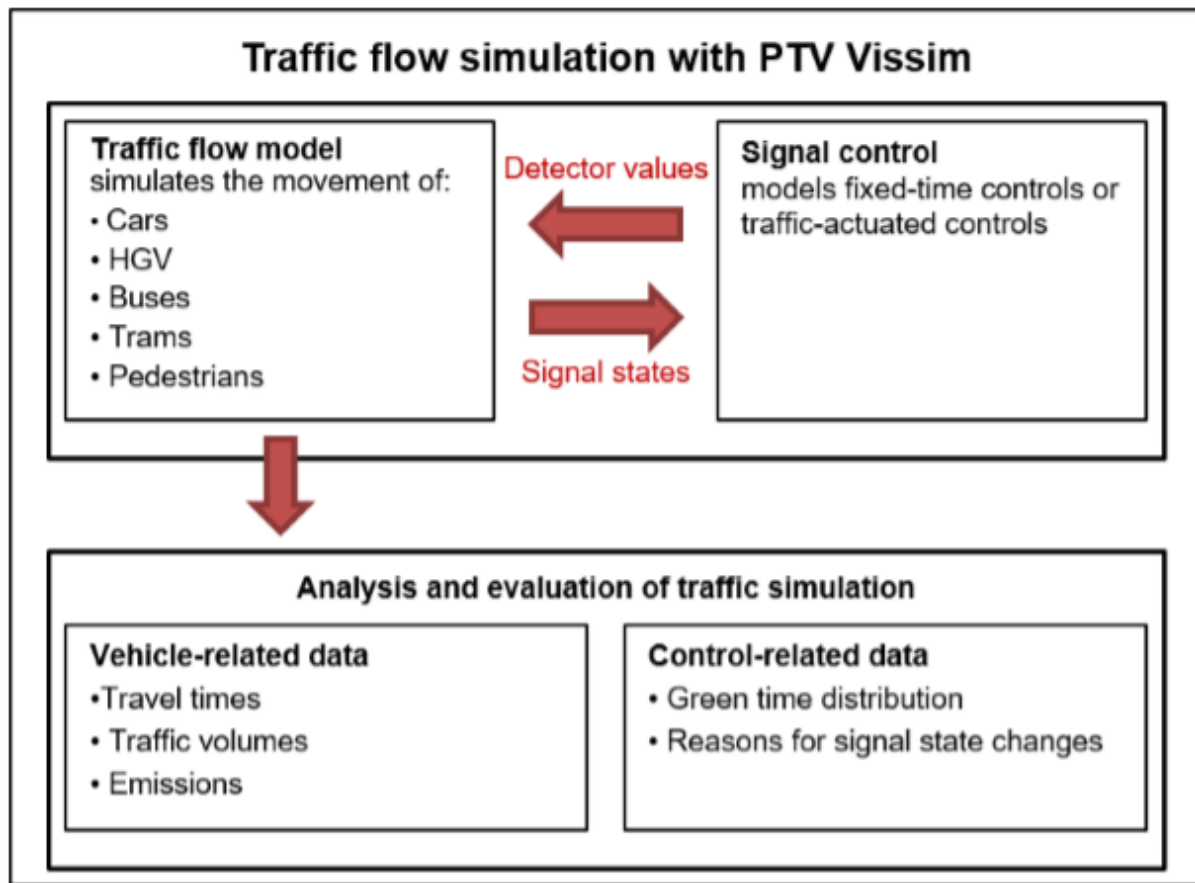 Traffic flow simulation with PTV Vissim
Traffic flow model
simulates the movement of:
• Cars
• HGV
• Buses
• Trams
• Pedestrians
Detector values
Signal states
Signal control
models fixed-time controls or
traffic-actuated controls
Analysis and evaluation of traffic simulation
Vehicle-related data
•Travel times
• Traffic volumes
• Emissions
Control-related data
• Green time distribution
• Reasons for signal state changes